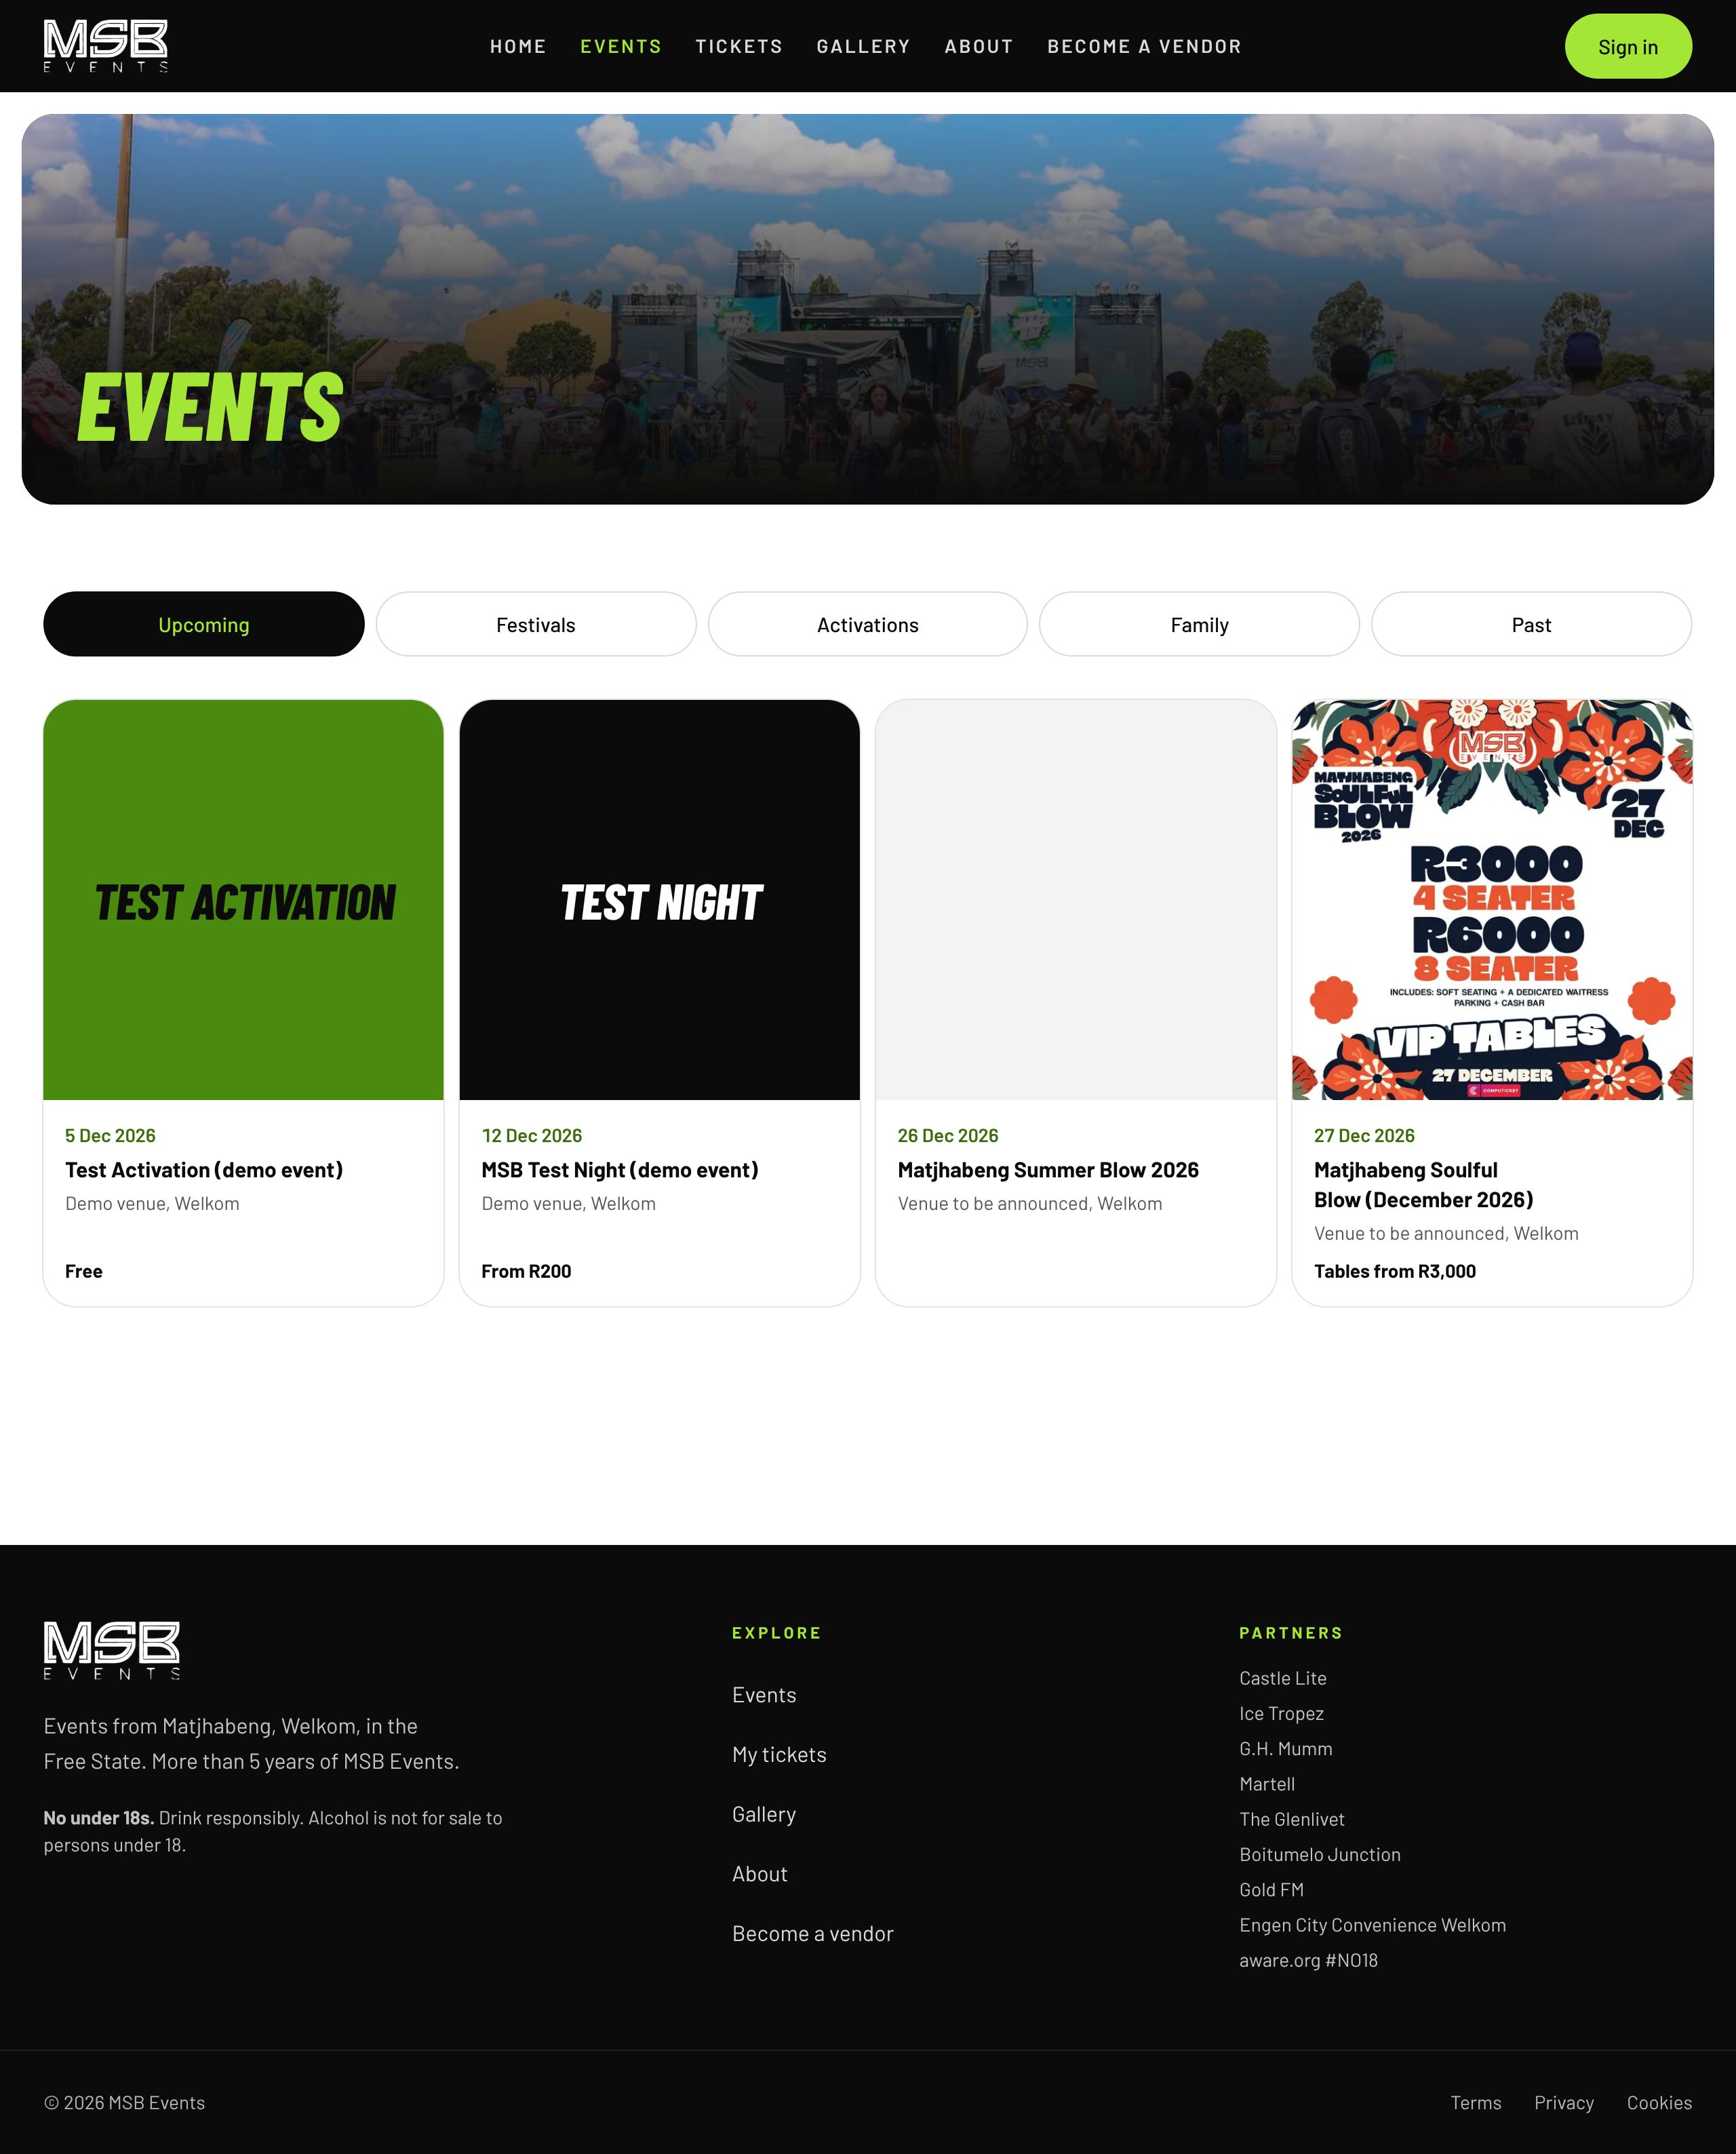 MSB
EVENTS
HOME
EVENTS
TICKETS
GALLERY
ABOUT
BECOME A VENDOR
Sign in
EVENTS
Upcoming
Festivals
Activations
Family
Past
TEST ACTIVATION
5 Dec 2026
Test Activation (demo event)
Demo venue, Welkom
Free
TEST NIGHT
12 Dec 2026
MSB Test Night (demo event)
Demo venue, Welkom
From R200
26 Dec 2026
Matjhabeng Summer Blow 2026
Venue to be announced, Welkom
MSB
EVENTS
MATJHABENG
SOULFUL
BLOW
2026
27
DEC
R3000
4 SEATER
R6000
8 SEATER
INCLUDES: SOFT SEATING + A DEDICATED WAITRESS
PARKING + CASH BAR
VIP TABLES
27 DECEMBER
COMPUTICKET
27 Dec 2026
Matjhabeng Soulful
Blow (December 2026)
Venue to be announced, Welkom
Tables from R3,000
MSB
EVENTS
Events from Matjhabeng, Welkom, in the
Free State. More than 5 years of MSB Events.
No under 18s. Drink responsibly. Alcohol is not for sale to
persons under 18.
EXPLORE
Events
My tickets
Gallery
About
Become a vendor
PARTNERS
Castle Lite
Ice Tropez
G.H. Mumm
Martell
The Glenlivet
Boitumelo Junction
Gold FM
Engen City Convenience Welkom
aware.org #NO18
© 2026 MSB Events
Terms
Privacy
Cookies